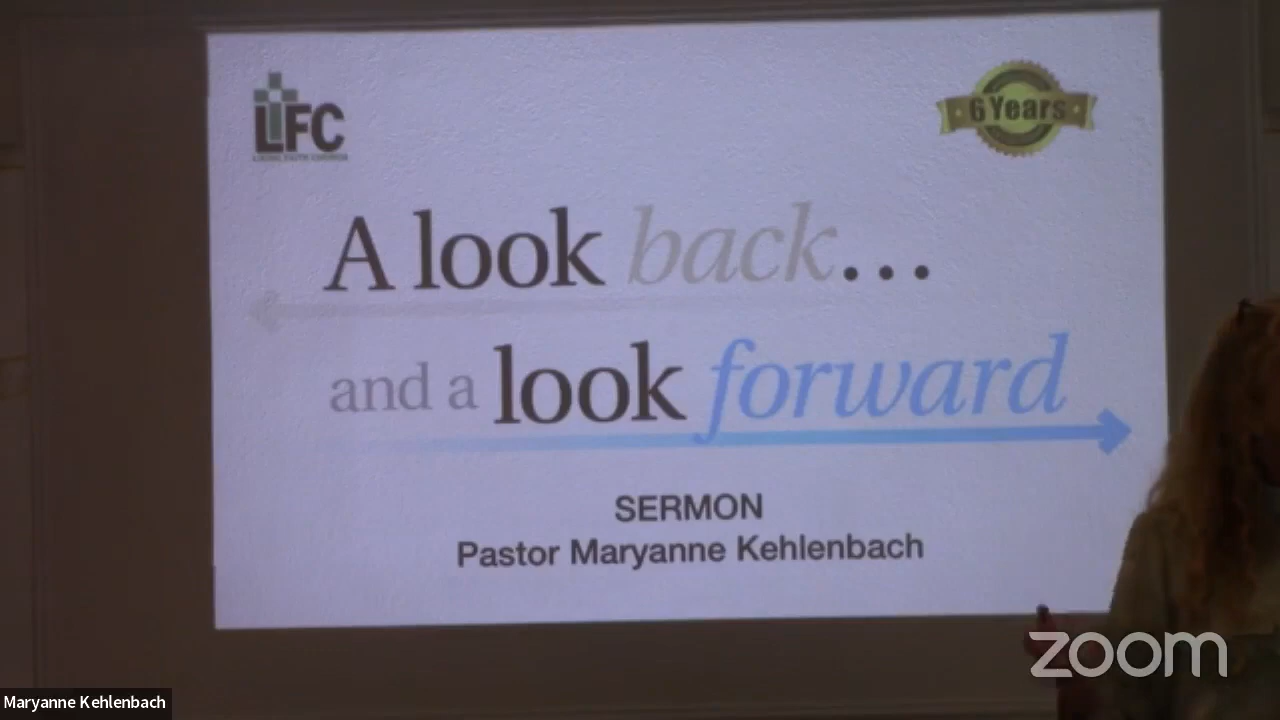 LFC
6 Years
A look back...
and a look forward
SERMON
Pastor Maryanne Kehlenbach
zoom
Maryanne Kehlenbach